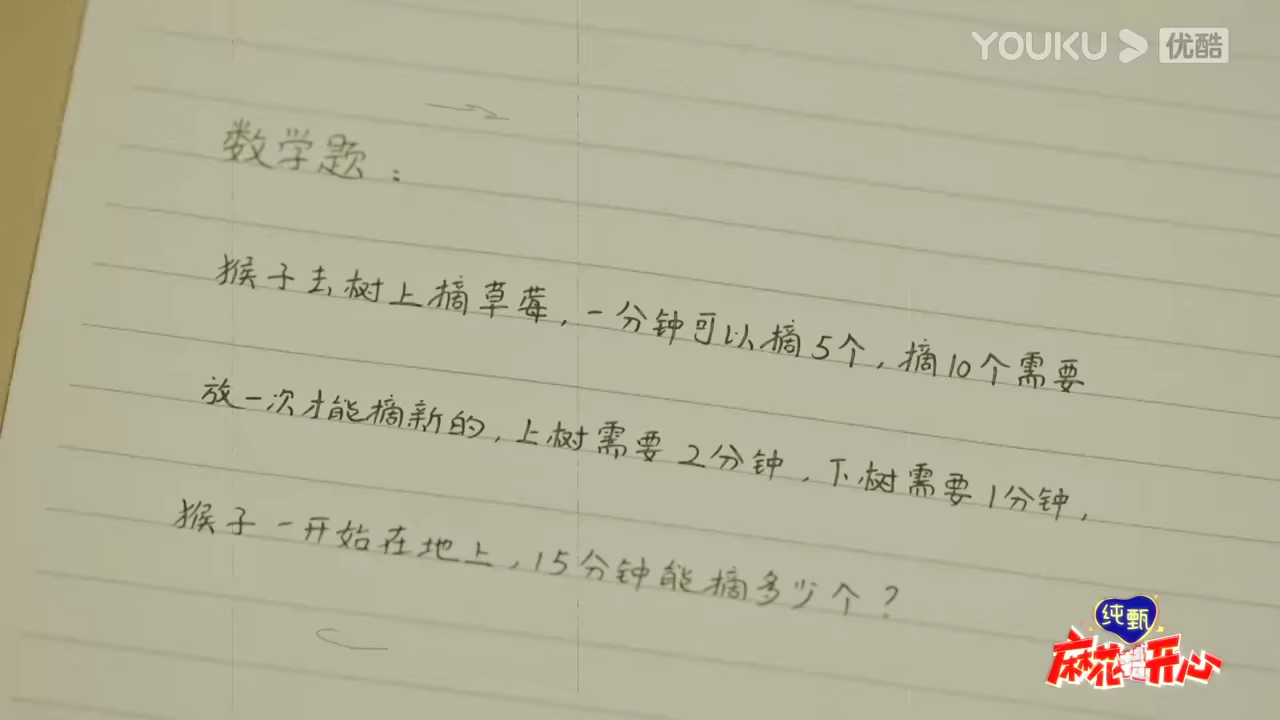 YOUKU 优酷
数学题：
猴子去树上摘草莓，一分钟可以摘5个，摘10个需要
放一次才能摘新的，上树需要2分钟，下树需要1分钟，
猴子一开始在地上，15分钟能摘多少个？
纯甄
麻花特开心